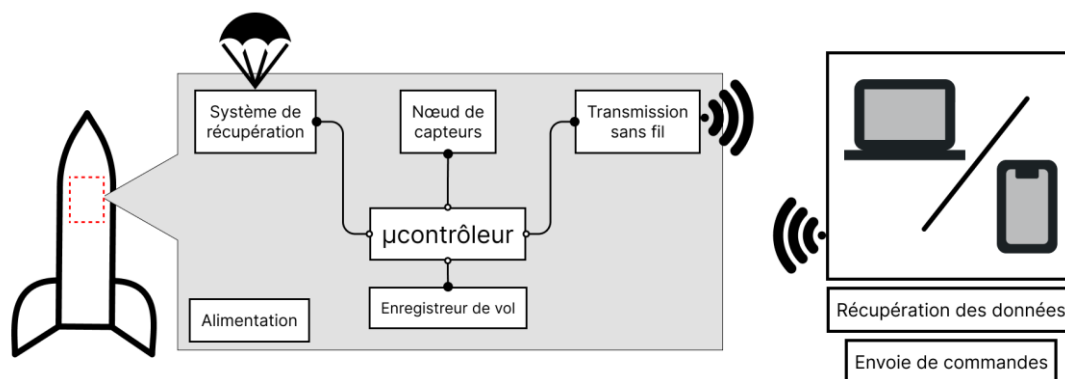 Système de
récupération
Nœud de
capteurs
Transmission
sans fil
µcontrôleur
Enregistreur de vol
Alimentation
Récupération des données
Envoie de commandes